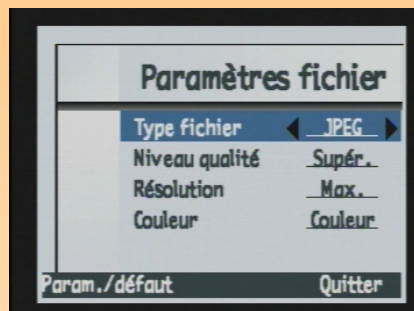 Paramètres fichier
Type fichier JPEG
Niveau qualité Supér.
Résolution Max.
Couleur Couleur
Param./défaut Quitter